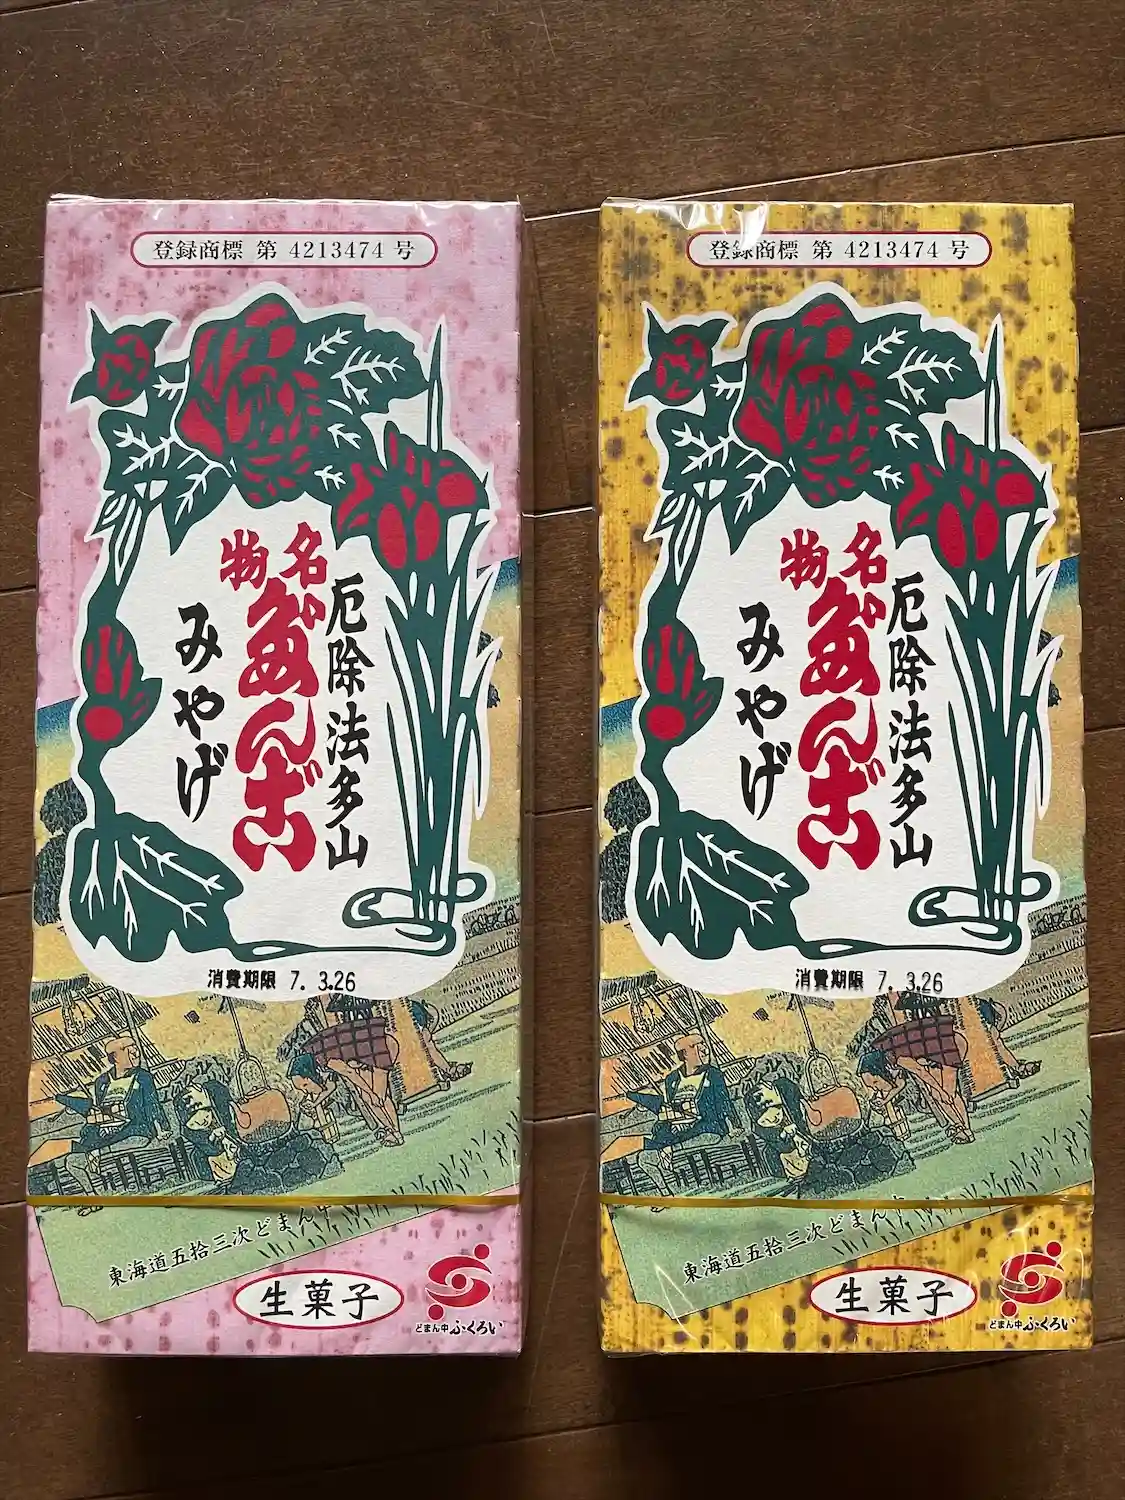 登録商標 第 4213474 号
厄除法多山
名物
だんご
みやげ
消費期限 7. 3.26
東海道五拾三次どまん中
生菓子
どまん中ふくろい
登録商標 第 4213474 号
厄除法多山
名物
だんご
みやげ
消費期限 7. 3.26
東海道五拾三次どまん中
生菓子
どまん中ふくろい